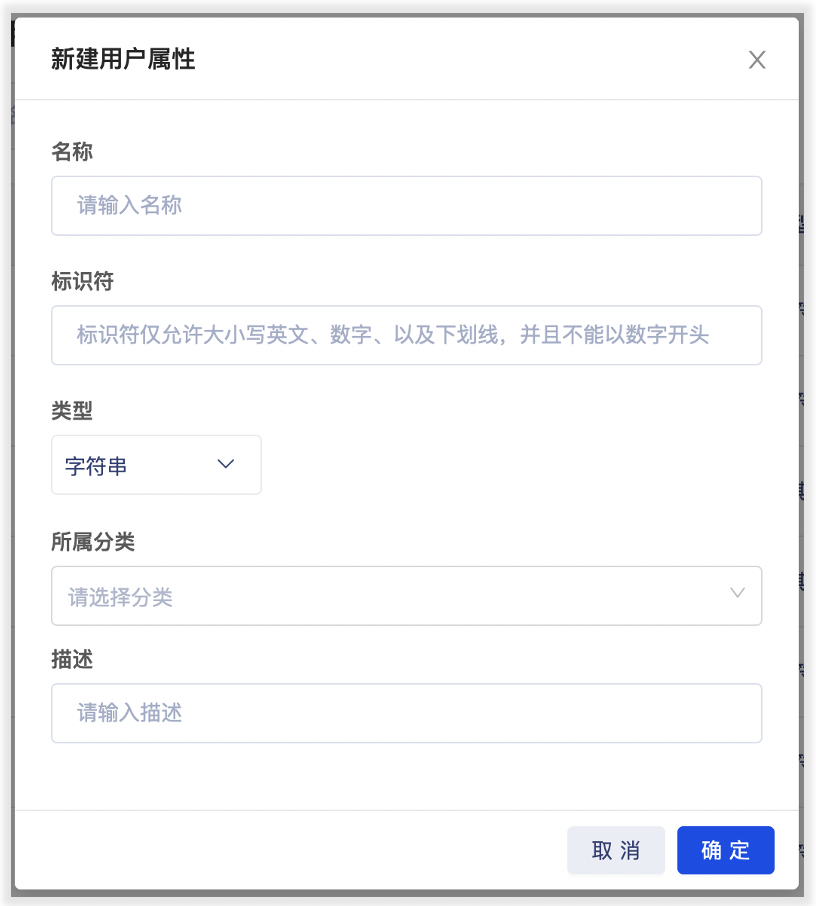 新建用户属性
名称
请输入名称
标识符
标识符仅允许大小写英文、数字、以及下划线，并且不能以数字开头
类型
字符串
所属分类
请选择分类
描述
请输入描述
取 消
确 定